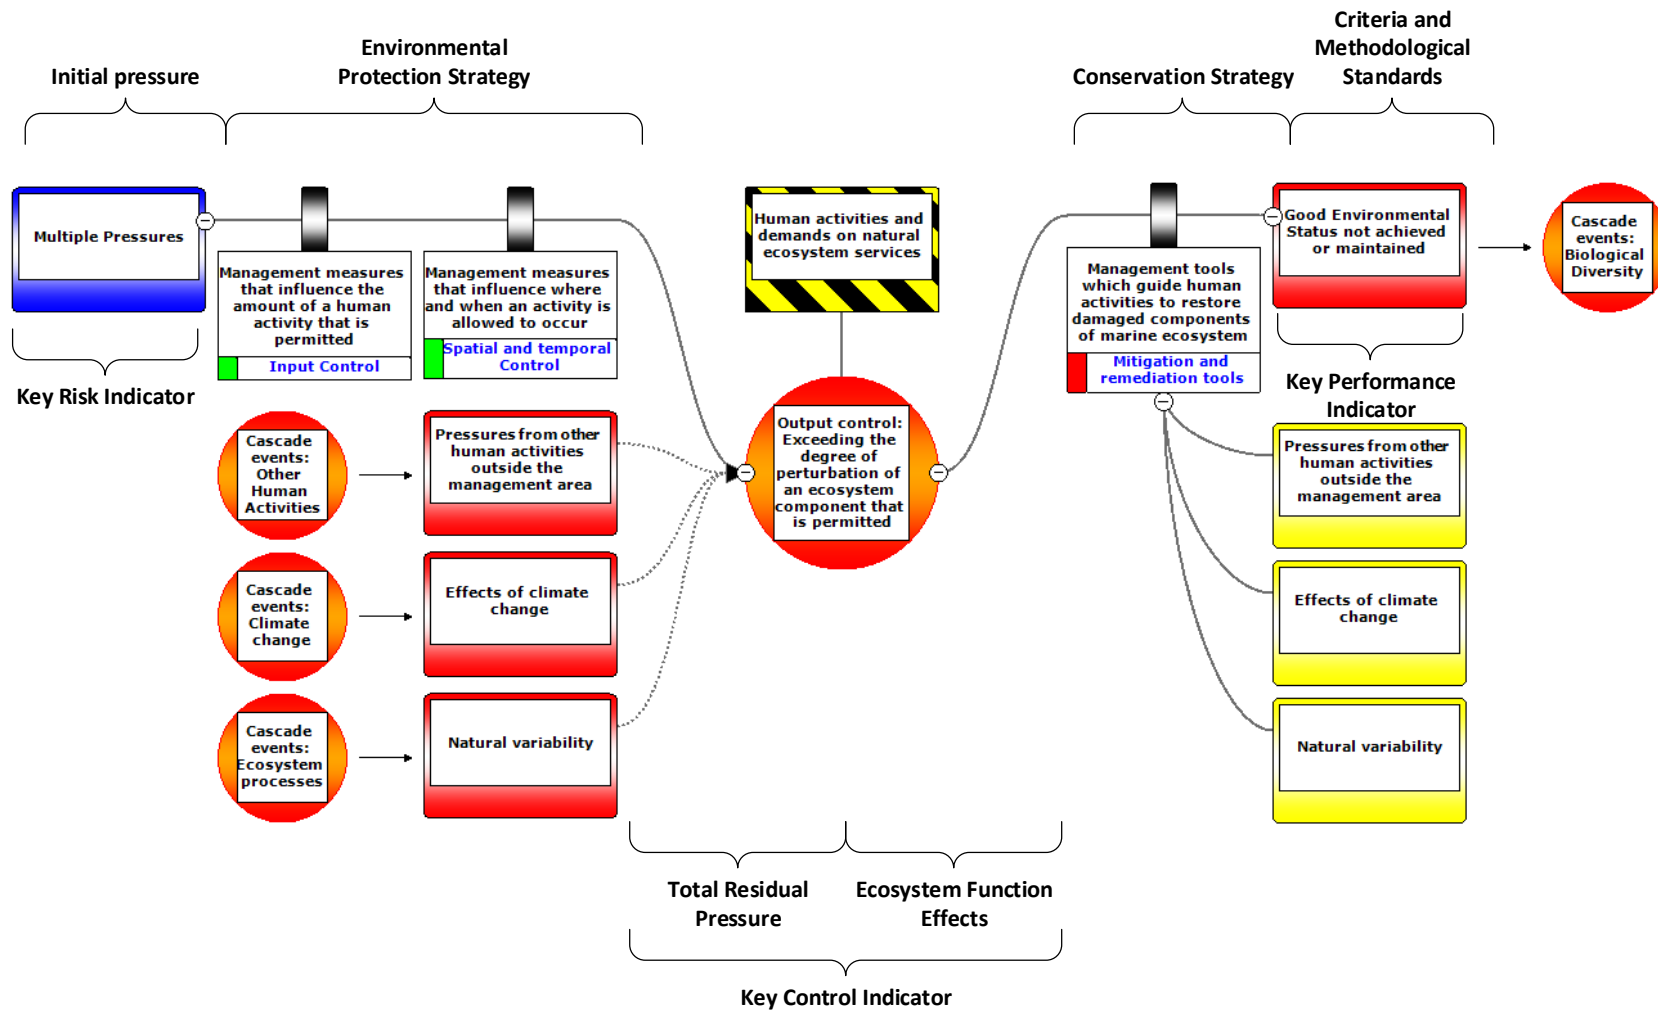 Initial pressure
Environmental
Protection Strategy
Conservation Strategy
Criteria and
Methodological
Standards
Multiple Pressures
Key Risk Indicator
Management measures
that influence the
amount of a human
activity that is
permitted
Input Control
Management measures
that influence where
and when an activity is
allowed to occur
Spatial and temporal
Control
Human activities and
demands on natural
ecosystem services
Output control:
Exceeding the
degree of
perturbation of
an ecosystem
component that
is permitted
Management tools
which guide human
activities to restore
damaged components
of marine ecosystem
Mitigation and
remediation tools
Good Environmental
Status not achieved
or maintained
Cascade
events:
Biological
Diversity
Key Performance
Indicator
Cascade
events:
Other
Human
Activities
Pressures from other
human activities
outside the
management area
Cascade
events:
Climate
change
Effects of climate
change
Cascade
events:
Ecosystem
processes
Natural variability
Pressures from other
human activities
outside the
management area
Effects of climate
change
Natural variability
Total Residual
Pressure
Ecosystem Function
Effects
Key Control Indicator